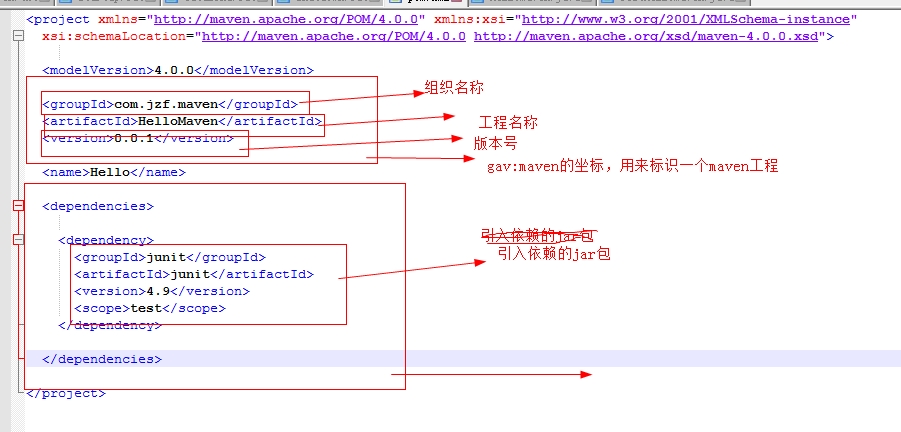 <project xmlns="http://maven.apache.org/POM/4.0.0" xmlns:xsi="http://www.w3.org/2001/XMLSchema-instance"
xsi:schemaLocation="http://maven.apache.org/POM/4.0.0 http://maven.apache.org/xsd/maven-4.0.0.xsd">
<modelVersion>4.0.0</modelVersion>
组织名称
<groupId>com.jzf.maven</groupId>
<artifactId>HelloMaven</artifactId>
工程名称
<version>0.0.1</version>
版本号
gav:maven的坐标，用来标识一个maven工程
<name>Hello</name>
<dependencies>
<dependency>
引入依赖的jar包
引入依赖的jar包
<groupId>junit</groupId>
<artifactId>junit</artifactId>
<version>4.9</version>
<scope>test</scope>
</dependency>
</dependencies>
</project>